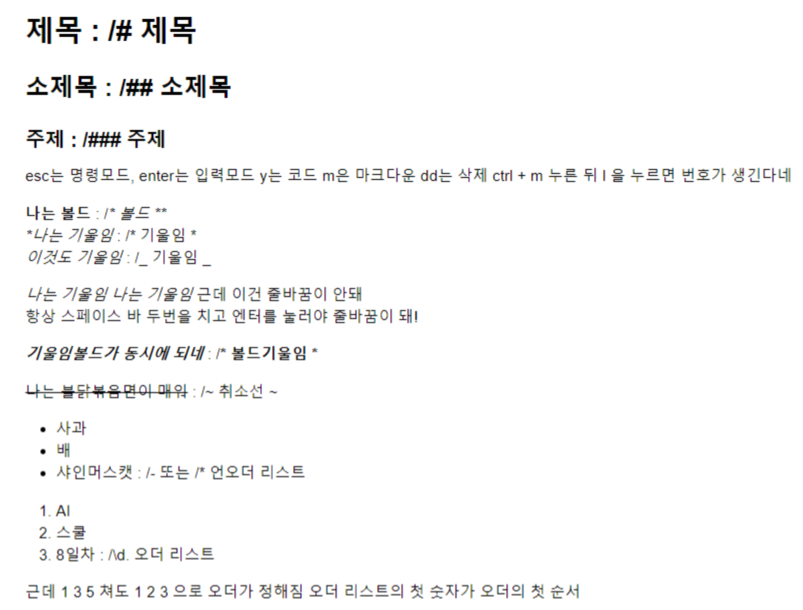 제목 : /# 제목
소제목 : /## 소제목
주제 : /### 주제
esc는 명령모드, enter는 입력모드 y는 코드 m은 마크다운 dd는 삭제 ctrl + m 누른 뒤 l 을 누르면 번호가 생긴다네
나는 볼드 : /* 볼드 **
*나는 기울임 : /* 기울임 *
이것도 기울임 : /_ 기울임 _
나는 기울임 나는 기울임 근데 이건 줄바꿈이 안돼
항상 스페이스 바 두번을 치고 엔터를 눌러야 줄바꿈이 돼!
기울임볼드가 동시에 되네 : /* 볼드기울임 *
나는 불닭볶음면이 매워 : /~ 취소선 ~
• 사과
• 배
• 샤인머스캣 : /- 또는 /* 언오더 리스트
1. AI
2. 스쿨
3. 8일차 : /\d. 오더 리스트
근데 1 3 5 쳐도 1 2 3 으로 오더가 정해짐 오더 리스트의 첫 숫자가 오더의 첫 순서